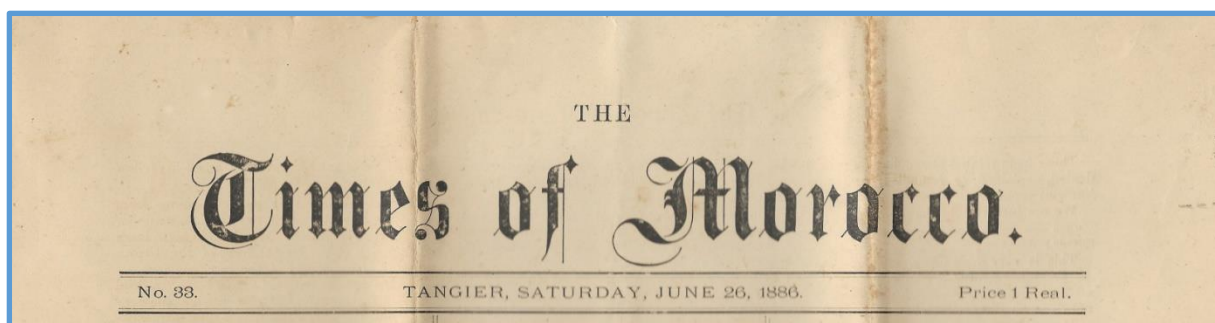 THE
Times of Morocco.
No. 33. TANGIER, SATURDAY, JUNE 26, 1886. Price 1 Real.